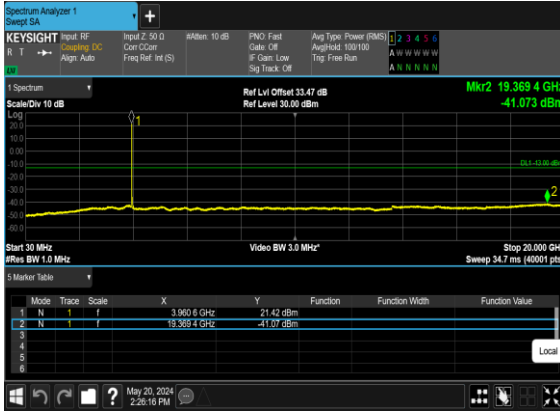 Spectrum Analyzer 1
Swept SA
+
KEYSIGHT Input: RF Input Z: 50 Ω #Atten: 10 dB PNO: Fast Avg Type: Power (RMS) 1 2 3 4 5 6
R T Coupling: DC Corr CCorr Gate: Off Avg|Hold: 100/100 A W W W W W
Align: Auto Freq Ref: Int (S) IF Gain: Low Trig: Free Run
Sig Track: Off A N N N N N
1 Spectrum
Scale/Div 10 dB
Ref Lvl Offset 33.47 dB
Ref Level 30.00 dBm
Mkr2 19.369 4 GHz
-41.073 dBm
Log
20.0
10.0
0.00
-10.0
-20.0
-30.0
-40.0
-50.0
-60.0
1
DL1 -13.00 dBm
2
Start 30 MHz Video BW 3.0 MHz* Stop 20.000 GH
#Res BW 1.0 MHz Sweep 34.7 ms (40001 pts
5 Marker Table
Mode Trace Scale X Y Function Function Width Function Value
1 N 1 f 3.960 6 GHz 21.42 dBm
2 N 1 f 19.369 4 GHz -41.07 dBm
3
4
5
6
Local
?
May 20, 2024
2:26:16 PM